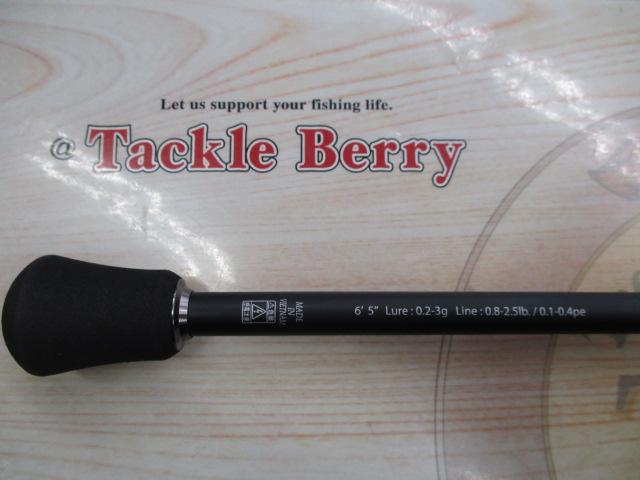 Let us support your fishing life.
@ Tackle Berry
MADE
IN
VIETNAM
6' 5" Lure : 0.2-3g Line : 0.8-2.5lb. / 0.1-0.4pe